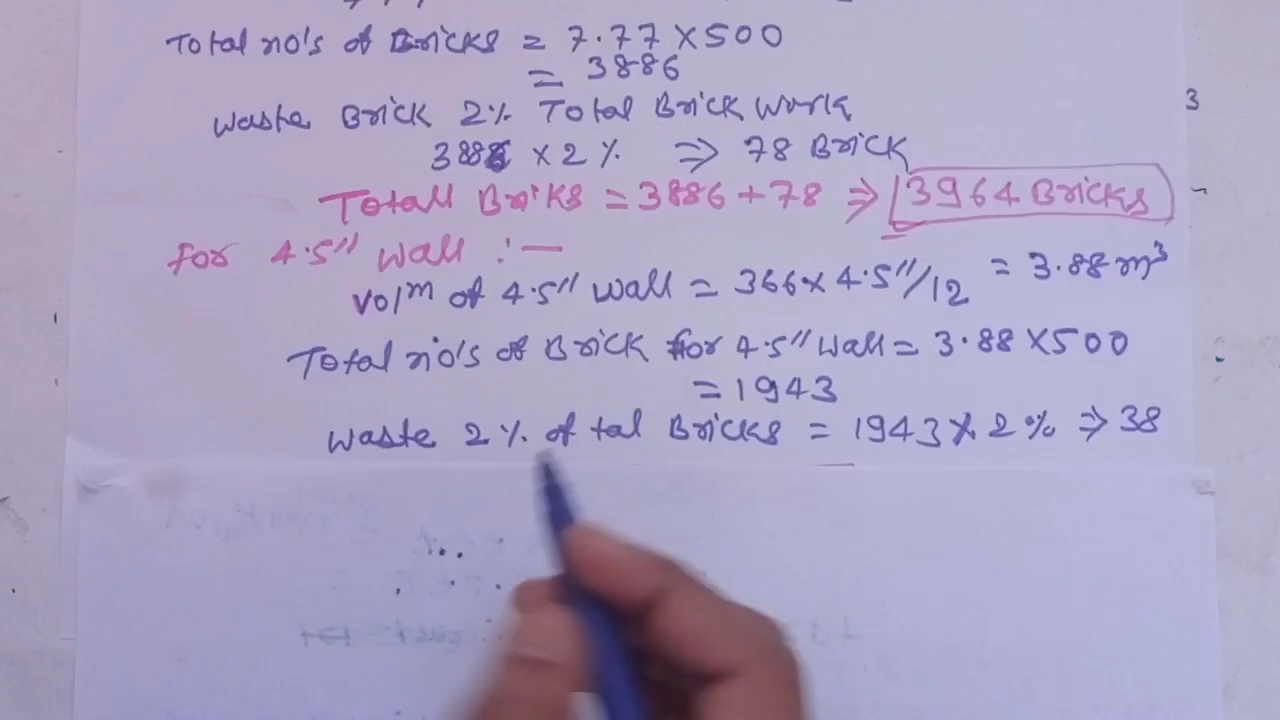 Total no's of Bricks = 7.77 x 500
= 3886
Waste Brick 2% Total Brick work
3886 x 2% ⇒ 78 Brick
Totall Bricks = 3886 + 78 ⇒ 3964 Bricks
3
for 4.5" wall :-
Vol^m of 4.5" wall = 366 x 4.5"/12 = 3.88 m³
Total no's of Brick for 4.5" wall = 3.88 x 500
= 1943
Waste 2% of tal Bricks = 1943 x 2% ⇒ 38